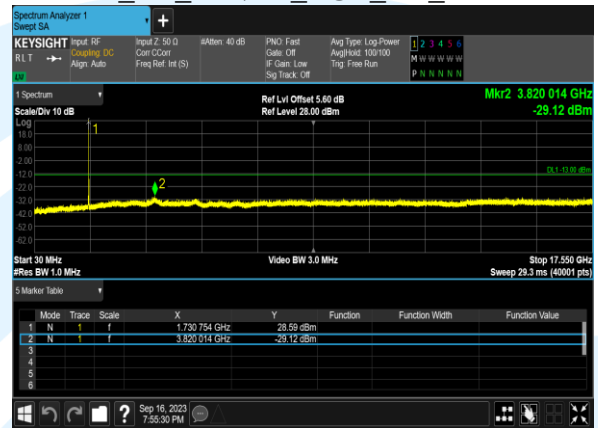 Spectrum Analyzer 1
Swept SA
+
KEYSIGHT Input: RF Input Z: 50 Ω #Atten: 40 dB PNO: Fast Avg Type: Log-Power 1 2 3 4 5 6
RLT Coupling: DC Corr CCorr Gate: Off Avg|Hold: 100/100 M W W W W W
Align: Auto Freq Ref: Int (S) IF Gain: Low Trig: Free Run
Sig Track: Off P N N N N N
LV
1 Spectrum Mkr2 3.820 014 GHz
Ref Lvl Offset 5.60 dB
Scale/Div 10 dB Ref Level 28.00 dBm -29.12 dBm
Log
1
18.0
8.00
-2.00
DL1 -13.00 dBm
-12.0
-22.0
2
-32.0
-42.0
-52.0
-62.0
Start 30 MHz Video BW 3.0 MHz Stop 17.550 GHz
#Res BW 1.0 MHz Sweep 29.3 ms (40001 pts)
5 Marker Table
Mode Trace Scale X Y Function Function Width Function Value
1 N 1 f 1.730 754 GHz 28.59 dBm
2 N 1 f 3.820 014 GHz -29.12 dBm
3
4
5
6
? Sep 16, 2023
7:55:30 PM